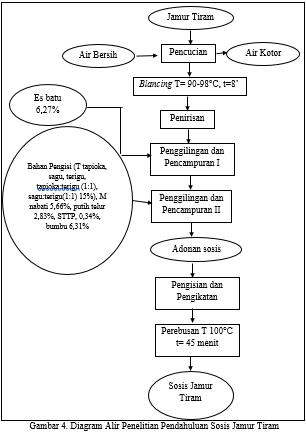 Jamur Tiram
Air Bersih
Pencucian
Air Kotor
Blancing T= 90-98°C, t=8’
Es batu
6,27%
Penirisan
Penggilingan dan
Pencampuran I
Bahan Pengisi (T tapioka,
sagu, terigu,
tapioka:terigu (1:1),
sagu:terigu(1:1) 15%), M
nabati 5,66%, putih telur
2,83%, STTP, 0,34%,
bumbu 6,31%
Penggilingan dan
Pencampuran II
Adonan sosis
Pengisian dan
Pengikatan
Perebusan T 100°C
t= 45 menit
Sosis Jamur
Tiram
Gambar 4. Diagram Alir Penelitian Pendahuluan Sosis Jamur Tiram